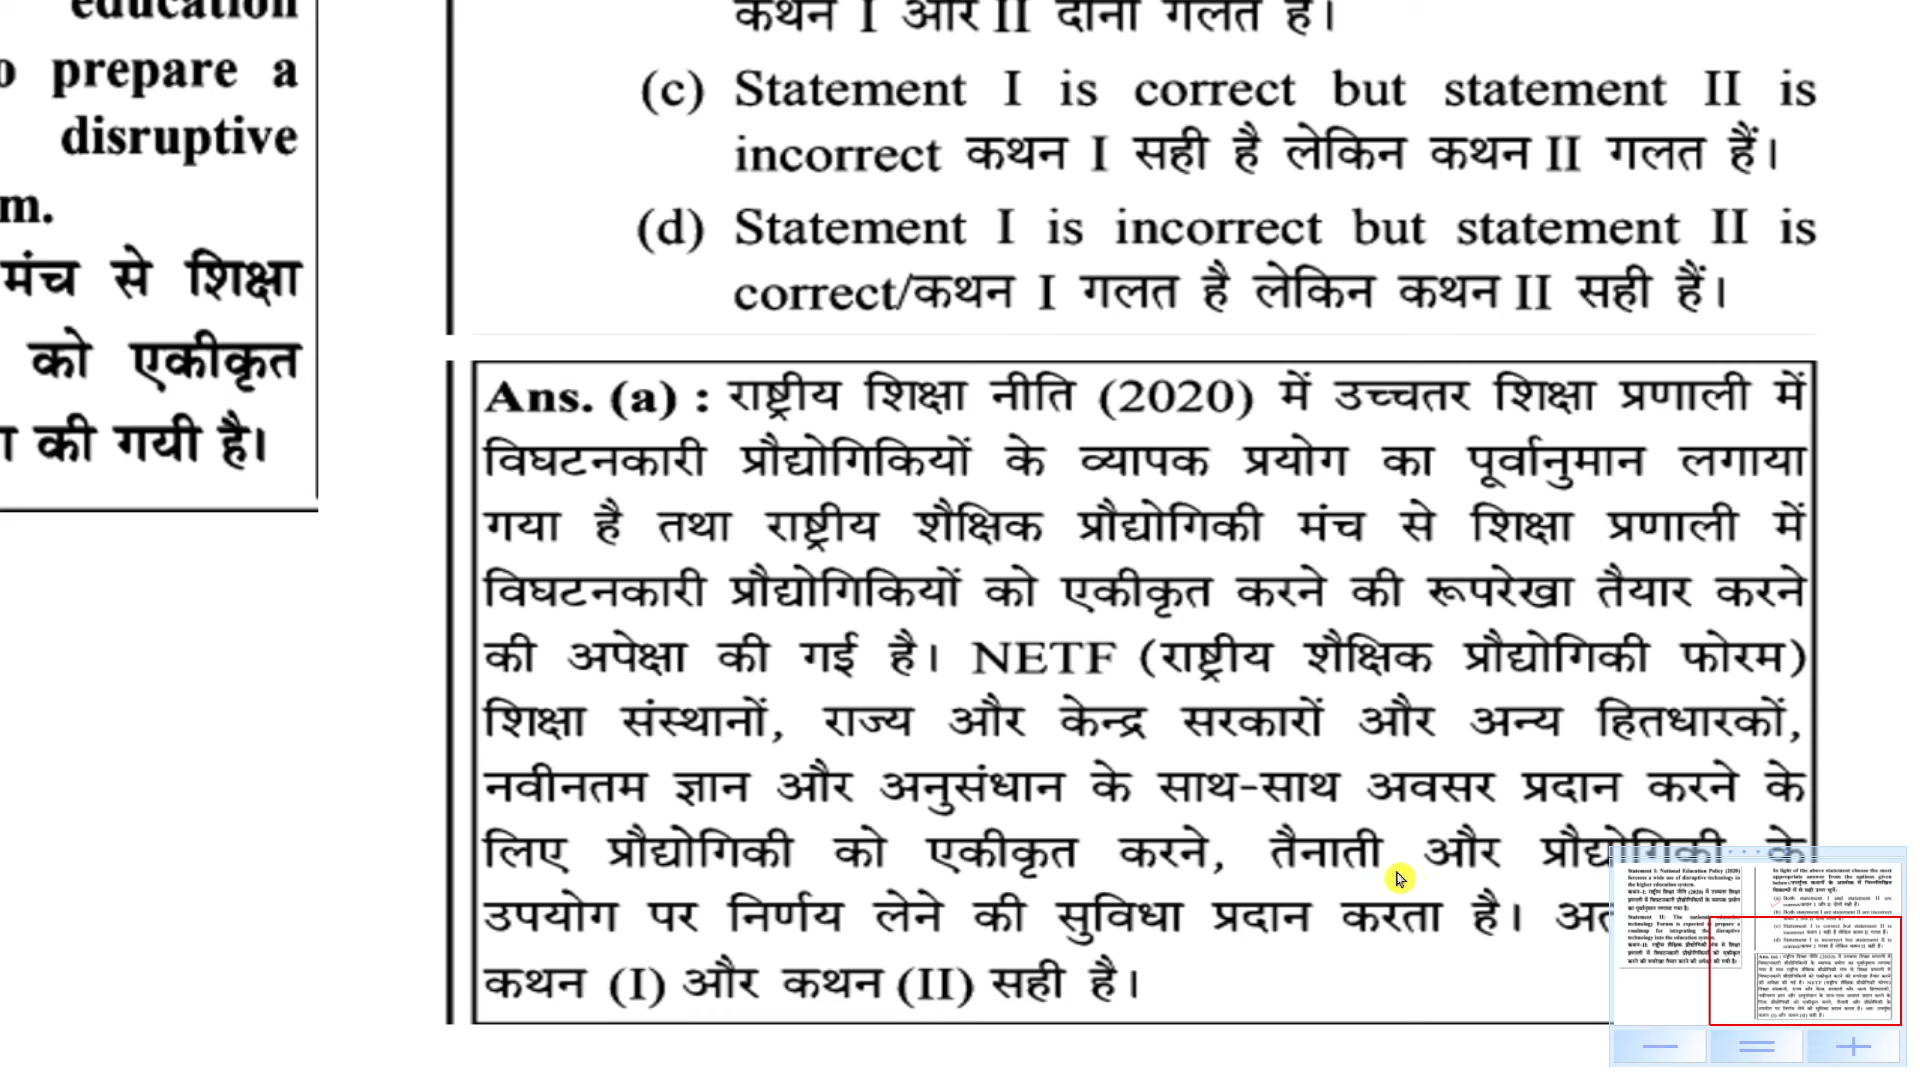 education
prepare a
disruptive
m.
मंच से शिक्षा
को एकीकृत
की गयी है।
कथन I और II दोनों गलत हैं।
(c) Statement I is correct but statement II is
incorrect कथन I सही है लेकिन कथन II गलत हैं।
(d) Statement I is incorrect but statement II is
correct/कथन I गलत है लेकिन कथन II सही हैं।
Ans. (a) : राष्ट्रीय शिक्षा नीति (2020) में उच्चतर शिक्षा प्रणाली में
विघटनकारी प्रौद्योगिकियों के व्यापक प्रयोग का पूर्वानुमान लगाया
गया है तथा राष्ट्रीय शैक्षिक प्रौद्योगिकी मंच से शिक्षा प्रणाली में
विघटनकारी प्रौद्योगिकियों को एकीकृत करने की रूपरेखा तैयार करने
की अपेक्षा की गई है। NETF (राष्ट्रीय शैक्षिक प्रौद्योगिकी फोरम)
शिक्षा संस्थानों, राज्य और केन्द्र सरकारों और अन्य हितधारकों,
नवीनतम ज्ञान और अनुसंधान के साथ-साथ अवसर प्रदान करने के
लिए प्रौद्योगिकी को एकीकृत करने, तैनाती और प्रौद्योगिकी के
उपयोग पर निर्णय लेने की सुविधा प्रदान करता है।
कथन (I) और कथन (II) सही है।